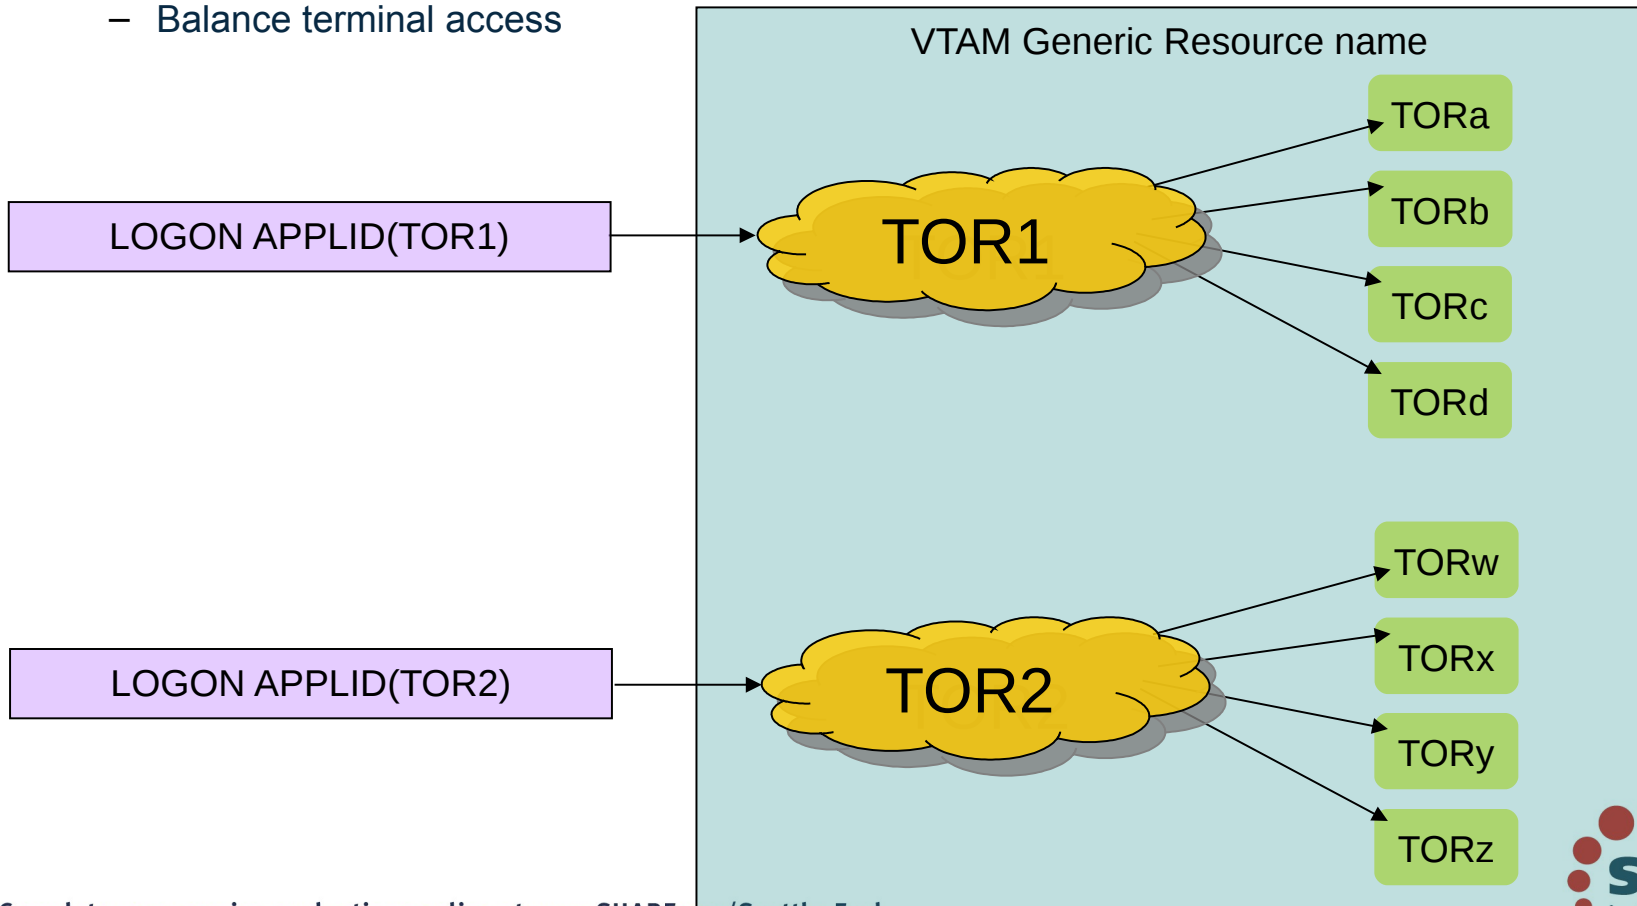 – Balance terminal access
VTAM Generic Resource name
TORa
TORb
LOGON APPLID(TOR1)
TOR1
TORc
TORd
TORw
TORx
LOGON APPLID(TOR2)
TOR2
TORy
TORz